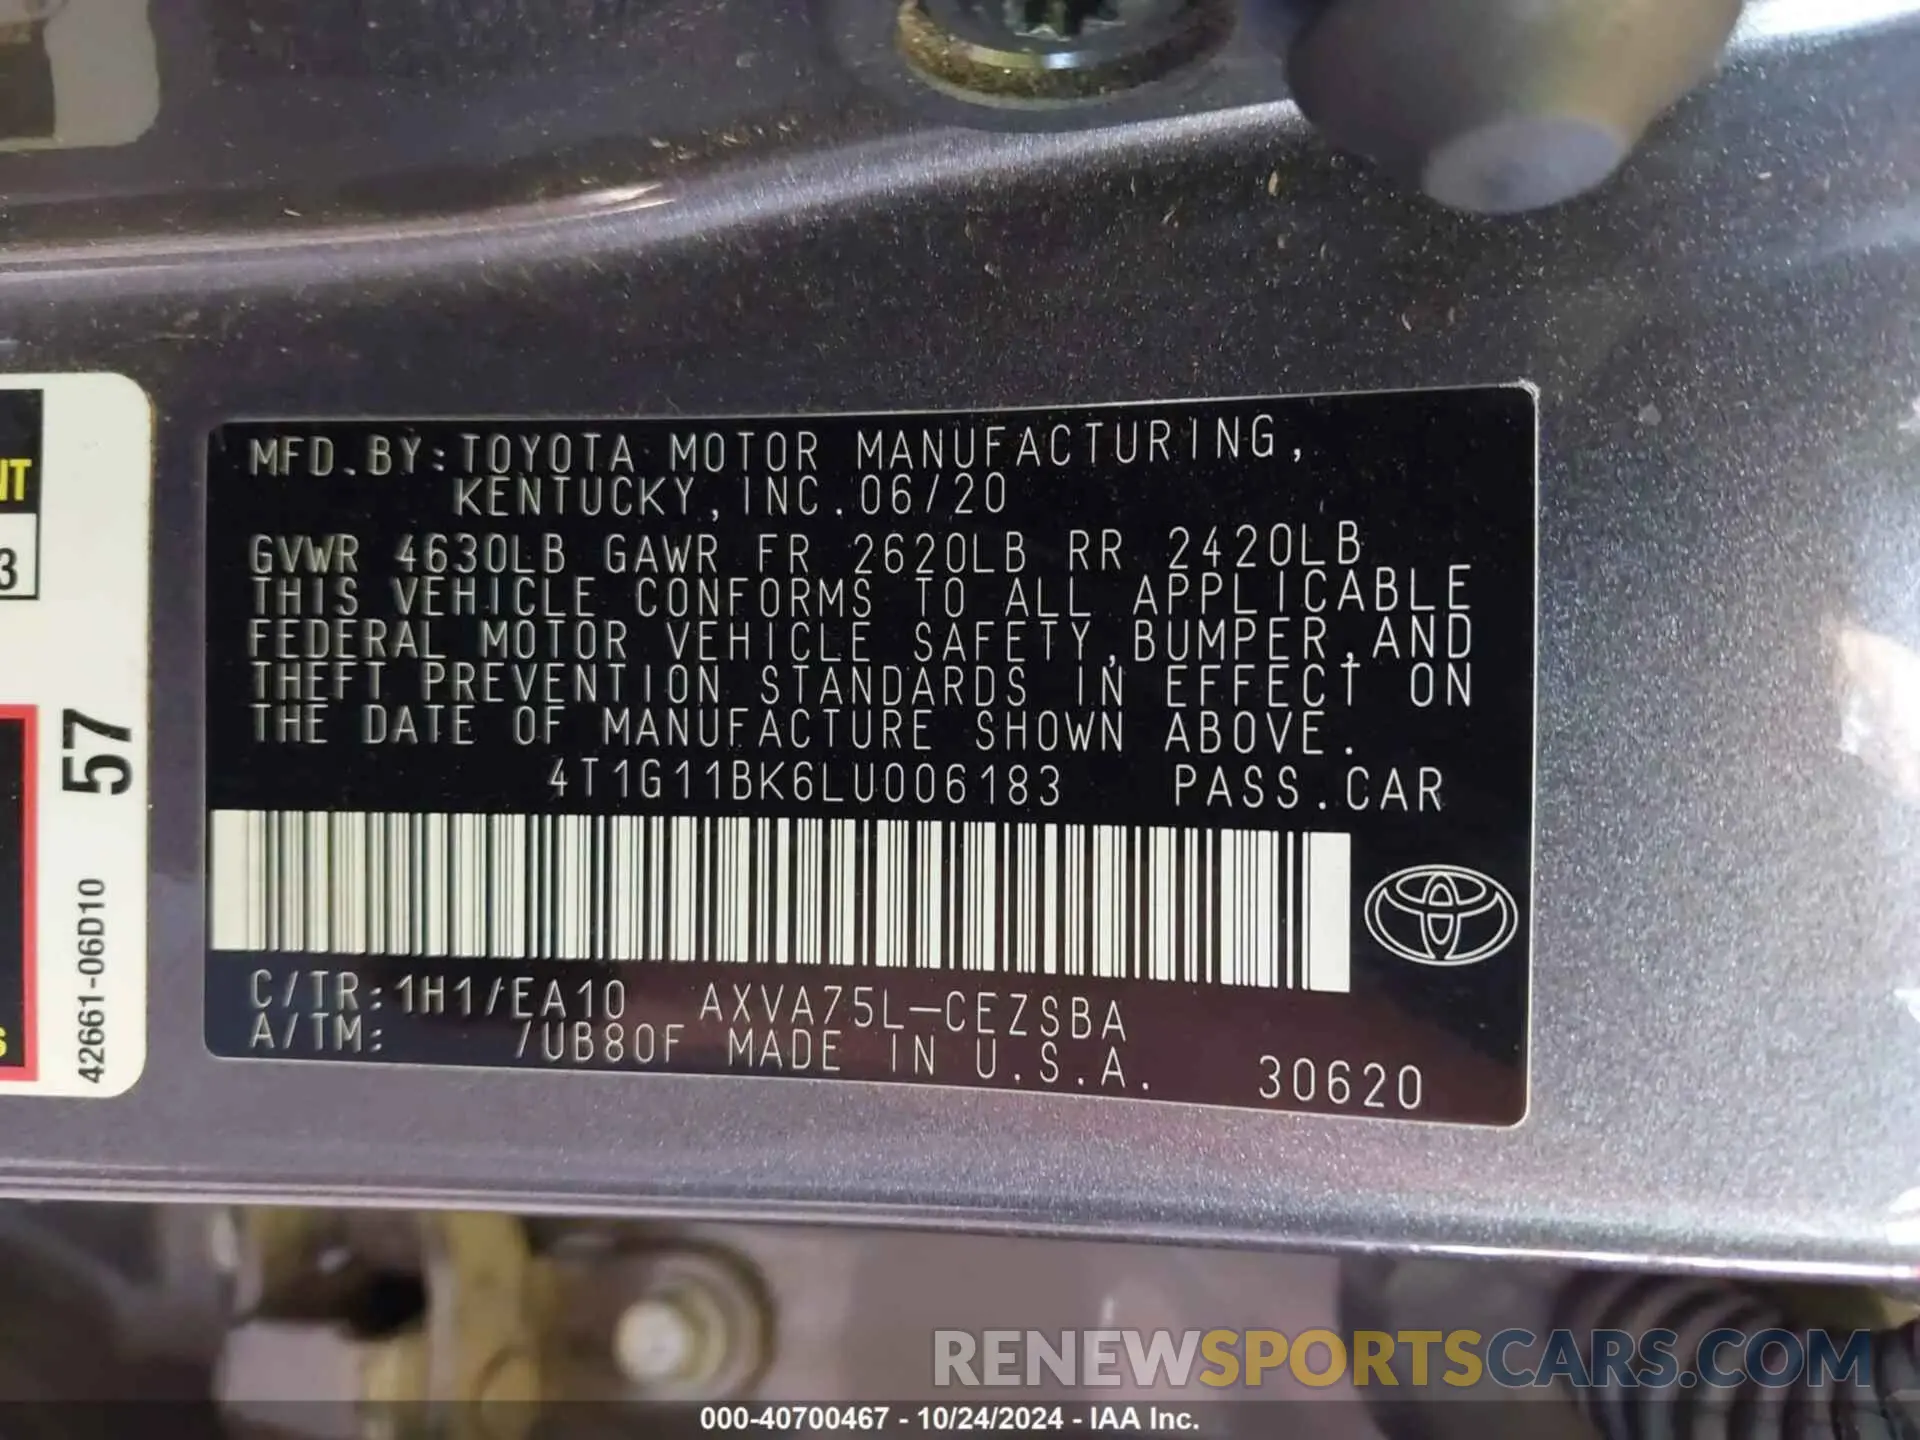 MFD.BY:TOYOTA MOTOR MANUFACTURING,
KENTUCKY,INC.06/20
GVWR 4630LB GAWR FR 2620LB RR 2420LB
THIS VEHICLE CONFORMS TO ALL APPLICABLE
FEDERAL MOTOR VEHICLE SAFETY,BUMPER,AND
THEFT PREVENTION STANDARDS IN EFFECT ON
THE DATE OF MANUFACTURE SHOWN ABOVE.
4T1G11BK6LU006183 PASS.CAR
C/TR:1H1/EA10 AXVA75L-CEZSBA
A/TM: /UB80F MADE IN U.S.A. 30620
57
42661-06D10
3
RENEWSPORTSCARS.COM
000-40700467 - 10/24/2024 - IAA Inc.